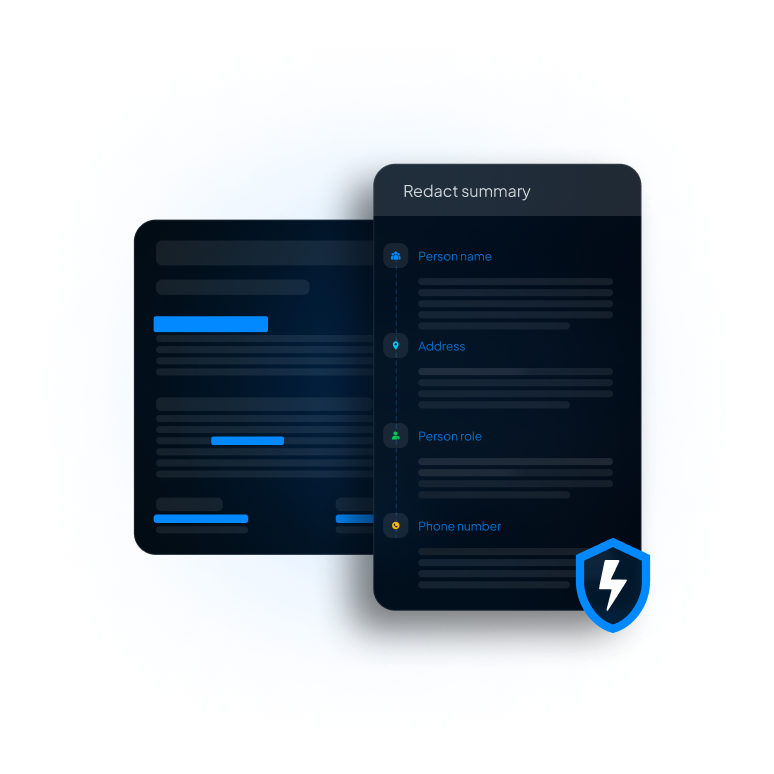 Redact summary
Person name
Address
Person role
Phone number